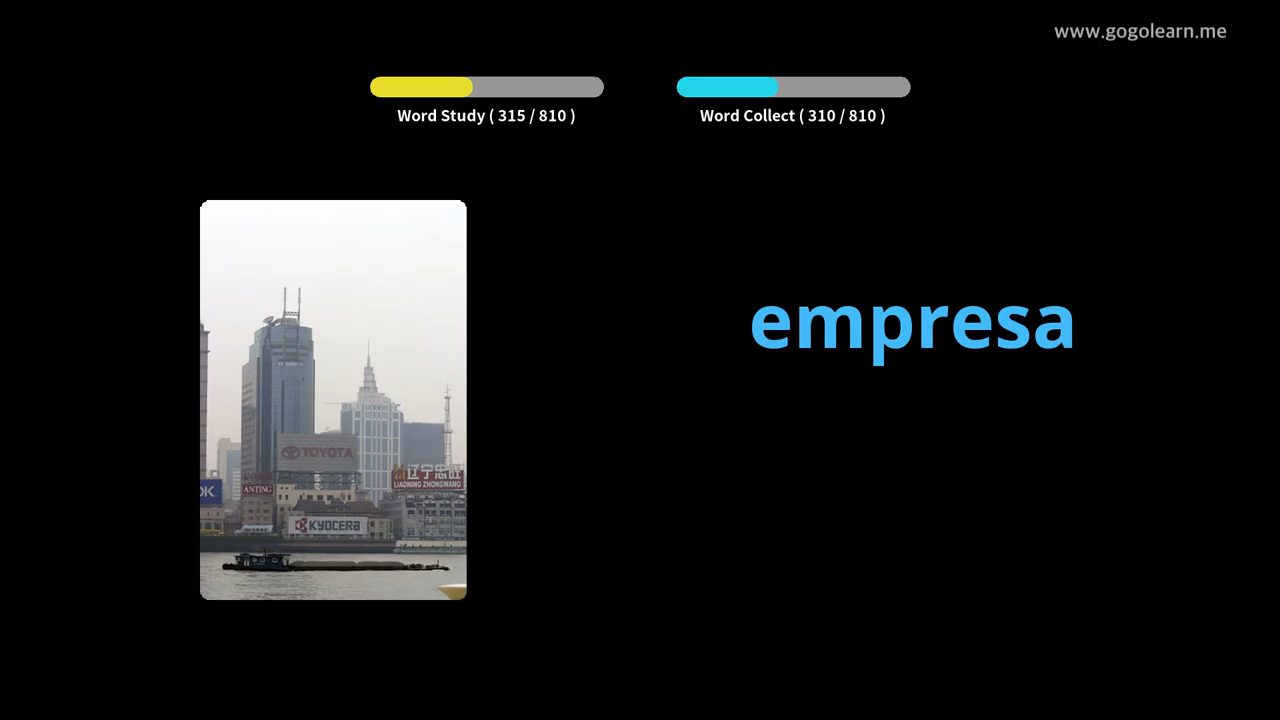 www.gogolearn.me
Word Study ( 315 / 810 )
Word Collect ( 310 / 810 )
empresa
TOYOTA
辽宁忠旺
LIAONING ZHONGWANG
OK
ANTING
KYOCERA